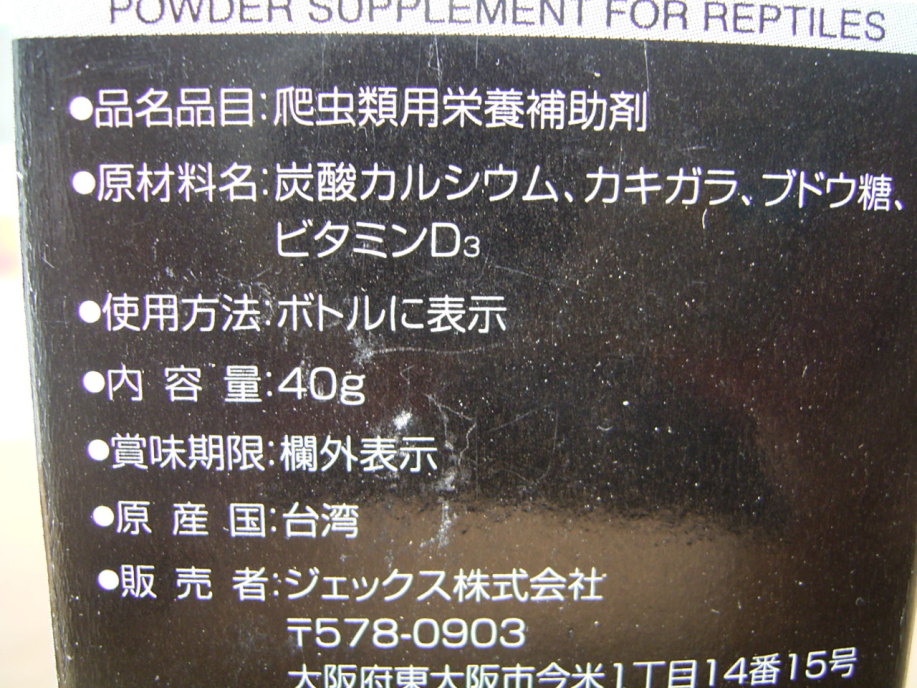 POWDER SUPPLEMENT FOR REPTILES
●品名品目:爬虫類用栄養補助剤
●原材料名:炭酸カルシウム、カキガラ、ブドウ糖、
ビタミンD3
●使用方法:ボトルに表示
●内容量:40g
●賞味期限:欄外表示
●原産国:台湾
●販売者:ジェックス株式会社
〒578-0903
大阪府東大阪市今米1丁目14番15号